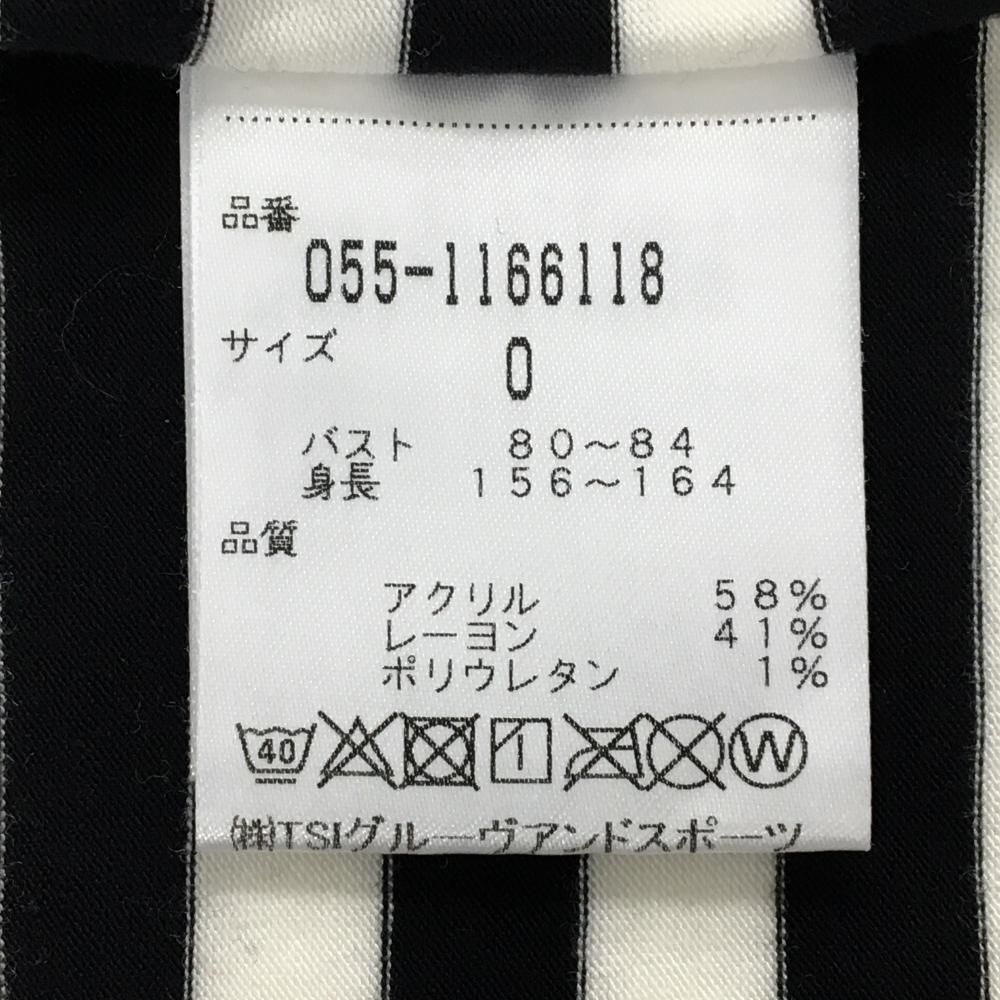 品番
055-1166118
サイズ
0
バスト 80~84
身長 156~164
品質
アクリル 58%
レーヨン 41%
ポリウレタン 1%
40 W
㈱TSIグルーヴアンドスポーツ